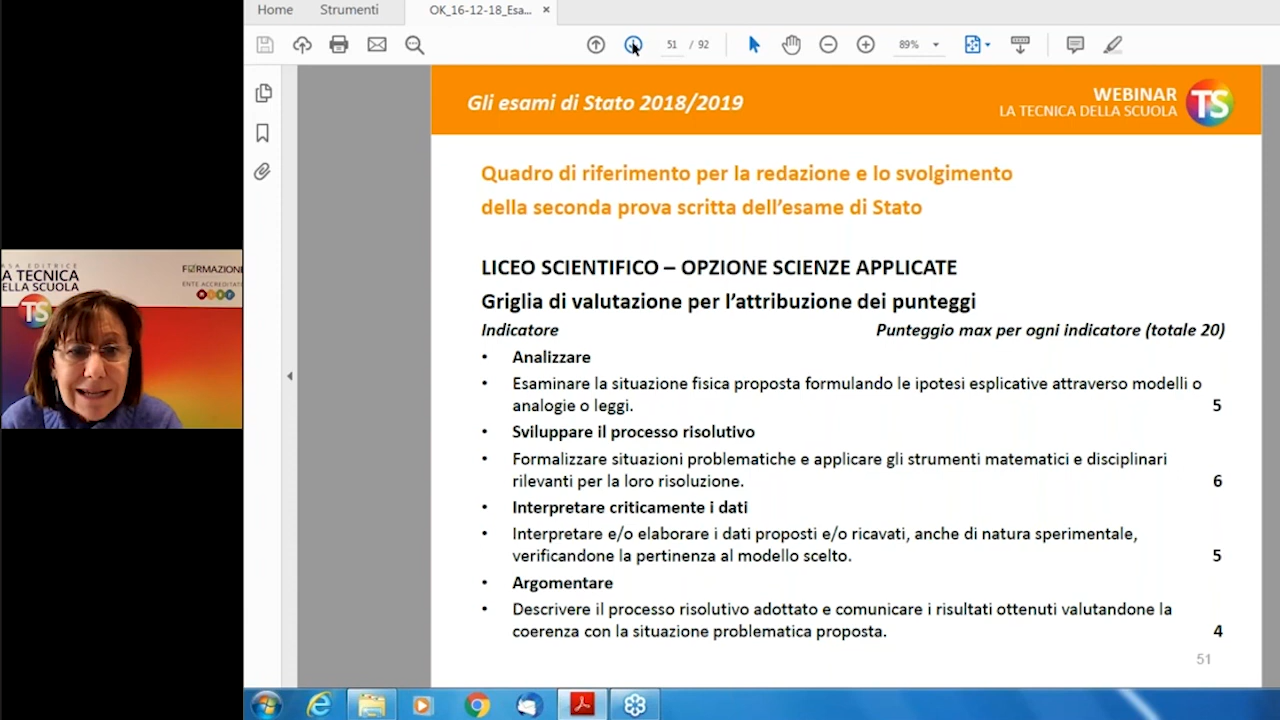 Home Strumenti OK_16-12-18_Esa... ×
51 / 92 89%
Gli esami di Stato 2018/2019
WEBINAR
LA TECNICA DELLA SCUOLA
TS
Quadro di riferimento per la redazione e lo svolgimento
della seconda prova scritta dell'esame di Stato
LICEO SCIENTIFICO – OPZIONE SCIENZE APPLICATE
Griglia di valutazione per l'attribuzione dei punteggi
Indicatore Punteggio max per ogni indicatore (totale 20)
• Analizzare
• Esaminare la situazione fisica proposta formulando le ipotesi esplicative attraverso modelli o
analogie o leggi. 5
• Sviluppare il processo risolutivo
• Formalizzare situazioni problematiche e applicare gli strumenti matematici e disciplinari
rilevanti per la loro risoluzione. 6
• Interpretare criticamente i dati
• Interpretare e/o elaborare i dati proposti e/o ricavati, anche di natura sperimentale,
verificandone la pertinenza al modello scelto. 5
• Argomentare
• Descrivere il processo risolutivo adottato e comunicare i risultati ottenuti valutandone la
coerenza con la situazione problematica proposta. 4
51
ASA EDITRICE
A TECNICA
ELLA SCUOLA
TS
FORMAZIONE
ENTE ACCREDITAT